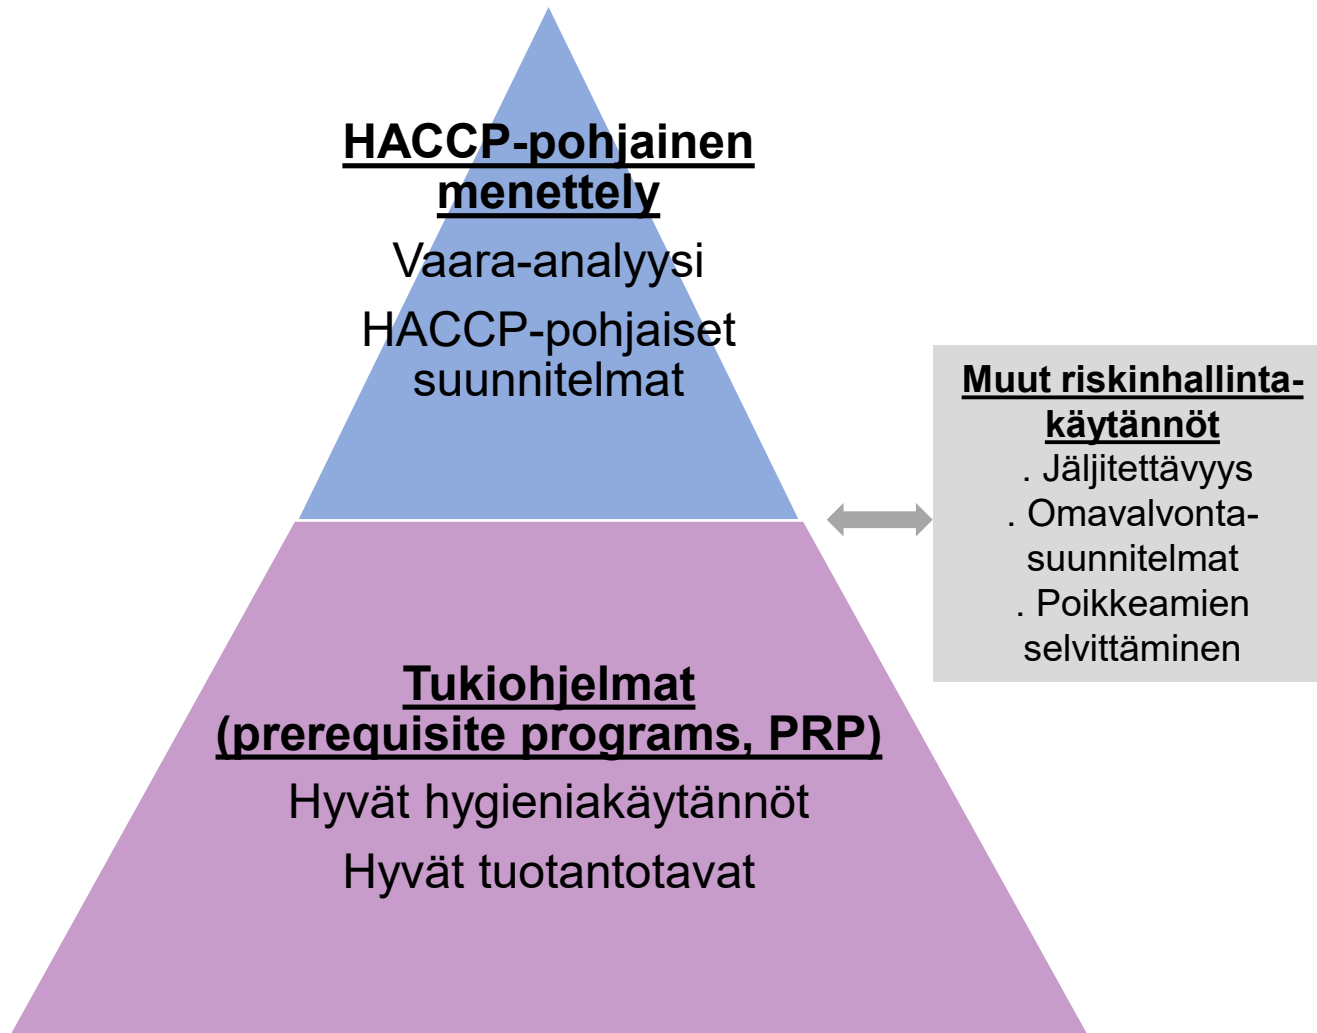 HACCP-pohjainen
menettely
Vaara-analyysi
HACCP-pohjaiset
suunnitelmat
Muut riskinhallinta-
käytännöt
. Jäljitettävyys
. Omavalvonta-
suunnitelmat
. Poikkeamien
selvittäminen
Tukiohjelmat
(prerequisite programs, PRP)
Hyvät hygieniakäytännöt
Hyvät tuotantotavat